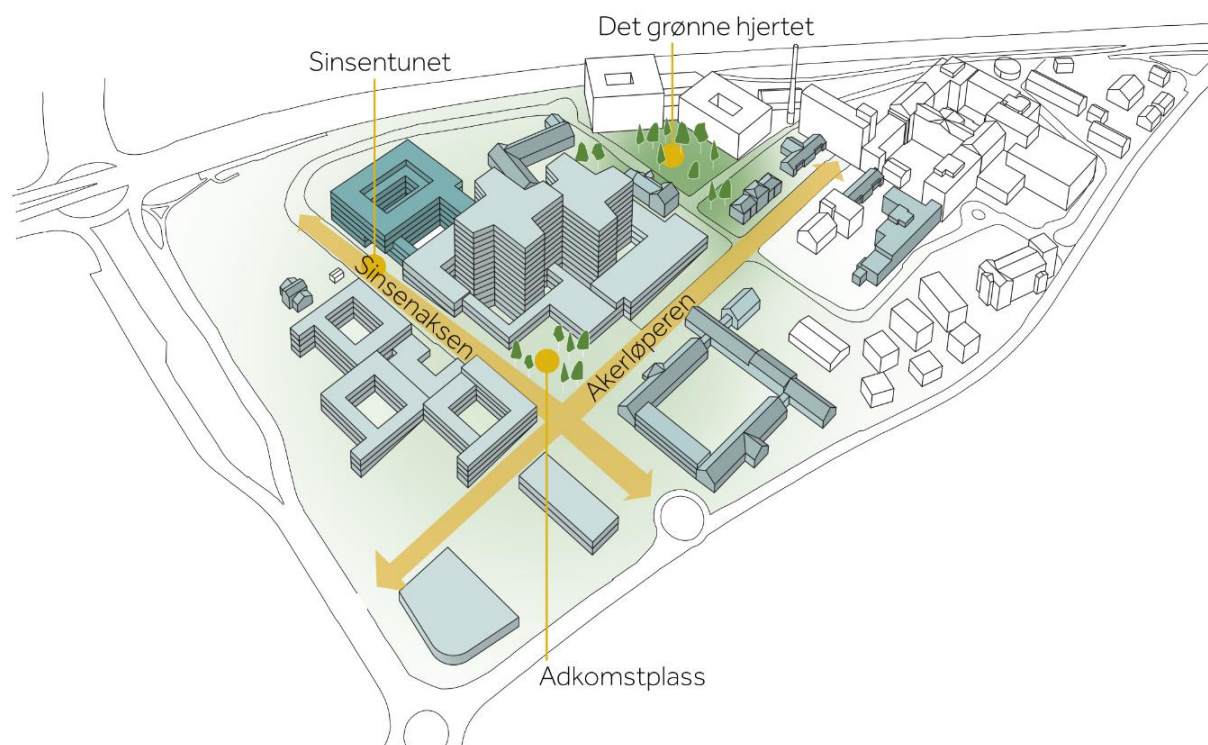 Det grønne hjertet
Sinsentunet
Sinsenaksen
Akerløperen
Adkomstplass